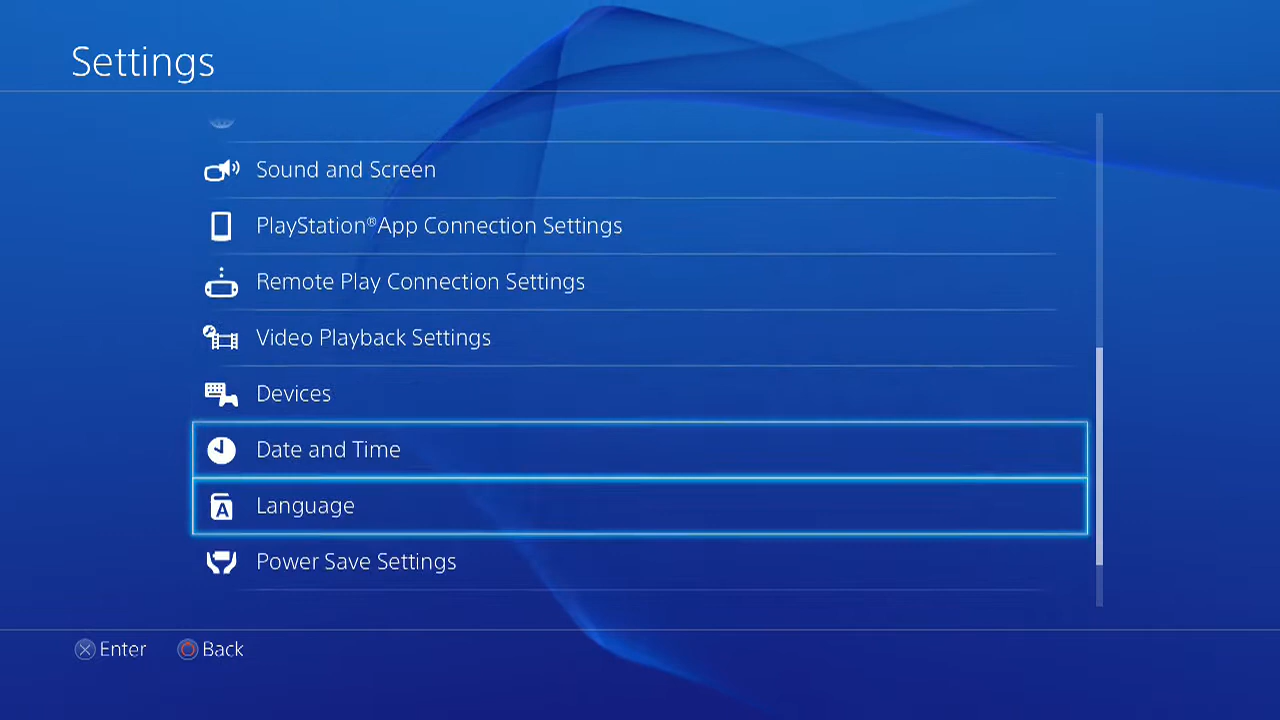 Settings
Sound and Screen
PlayStation®App Connection Settings
Remote Play Connection Settings
Video Playback Settings
Devices
Date and Time
Language
Power Save Settings
Enter Back